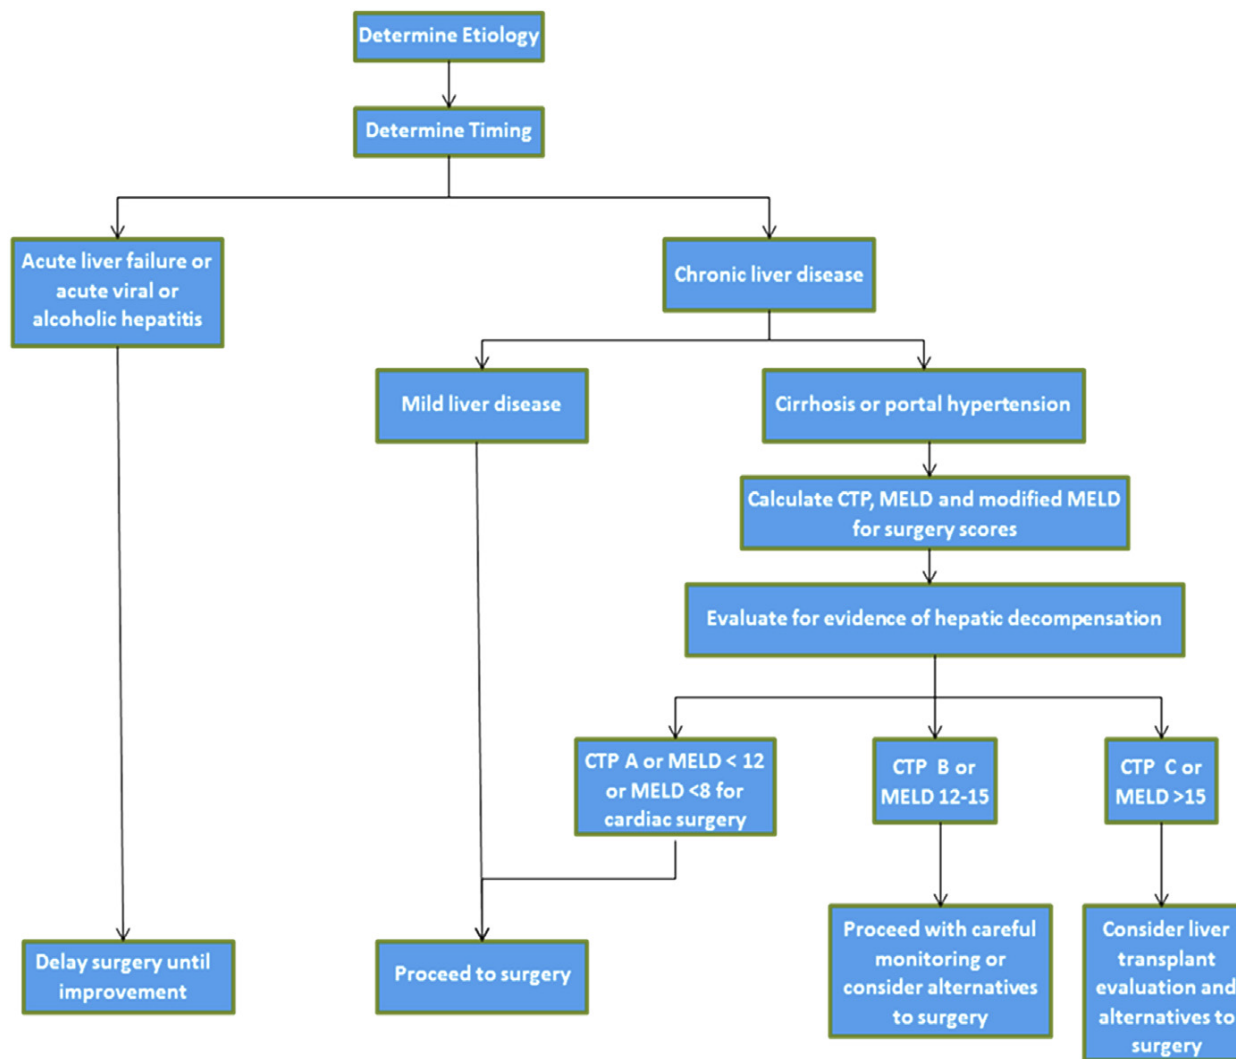 Determine Etiology
Determine Timing
Acute liver failure or
acute viral or
alcoholic hepatitis
Chronic liver disease
Mild liver disease
Cirrhosis or portal hypertension
Calculate CTP, MELD and modified MELD
for surgery scores
Evaluate for evidence of hepatic decompensation
CTP A or MELD < 12
or MELD <8 for
cardiac surgery
CTP B or
MELD 12-15
CTP C or
MELD >15
Delay surgery until
improvement
Proceed to surgery
Proceed with careful
monitoring or
consider alternatives
to surgery
Consider liver
transplant
evaluation and
alternatives to
surgery